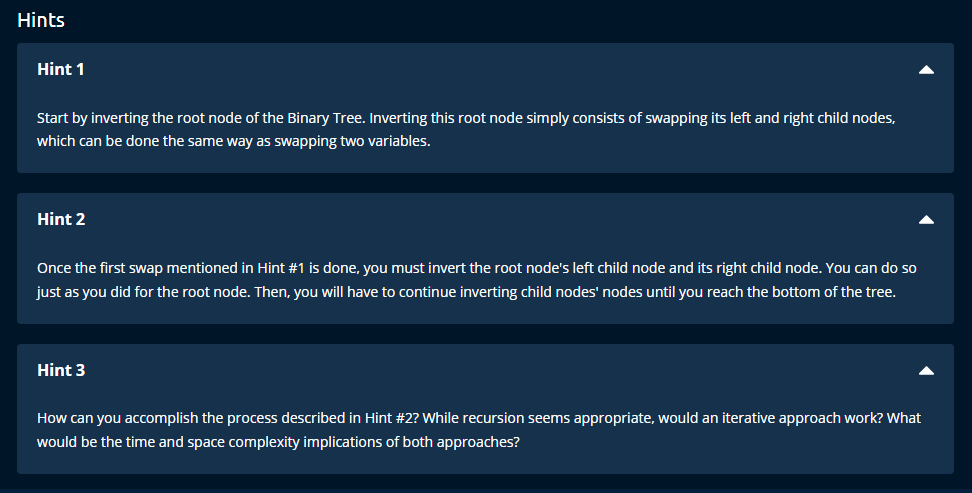 Hints
Hint 1
Start by inverting the root node of the Binary Tree. Inverting this root node simply consists of swapping its left and right child nodes,
which can be done the same way as swapping two variables.
Hint 2
Once the first swap mentioned in Hint #1 is done, you must invert the root node's left child node and its right child node. You can do so
just as you did for the root node. Then, you will have to continue inverting child nodes' nodes until you reach the bottom of the tree.
Hint 3
How can you accomplish the process described in Hint #2? While recursion seems appropriate, would an iterative approach work? What
would be the time and space complexity implications of both approaches?